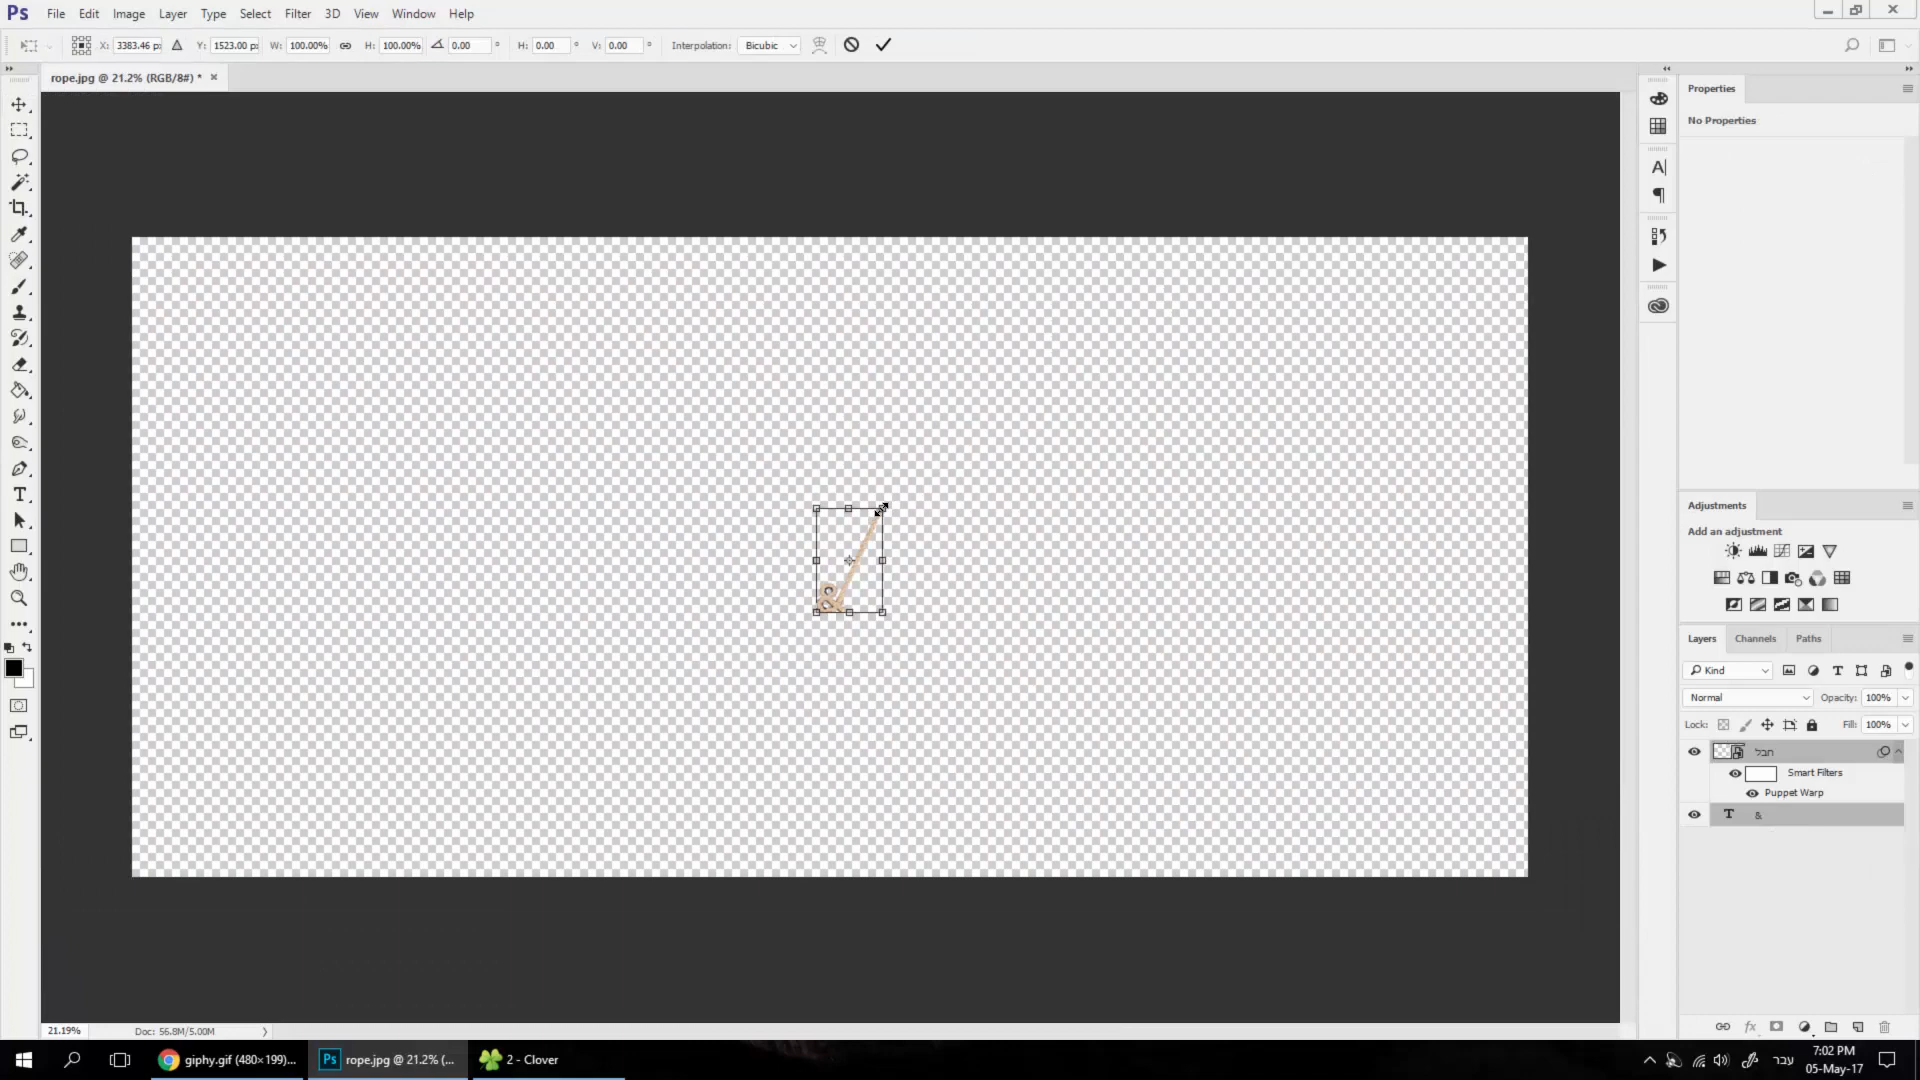 Ps File Edit Image Layer Type Select Filter 3D View Window Help
X: 3383.46 px Y: 1523.00 px W: 100.00% H: 100.00% 0.00 ° H: 0.00 ° V: 0.00 ° Interpolation: Bicubic
rope.jpg @ 21.2% (RGB/8#) *
Properties
No Properties
&
Adjustments
Add an adjustment
Layers Channels Paths
Kind
Normal Opacity: 100%
Lock: Fill: 100%
חבל
Smart Filters
Puppet Warp
T &
21.19% Doc: 56.8M/5.00M
giphy.gif (480×199)... Ps rope.jpg @ 21.2% (... 2 - Clover
עבר 7:02 PM
05-May-17